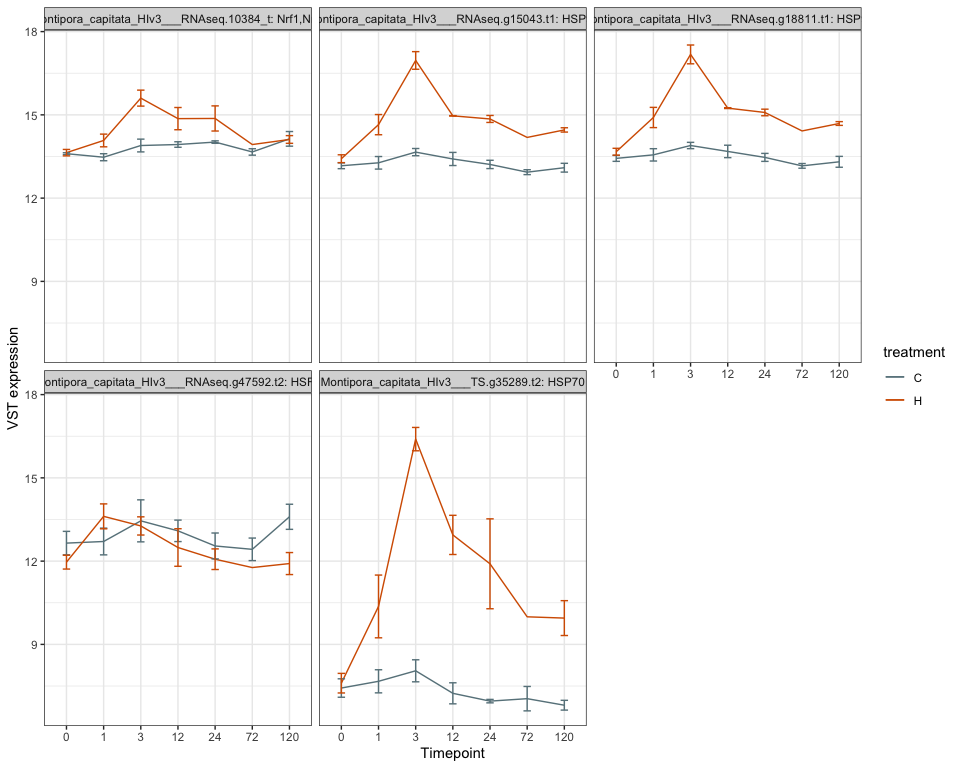 ontipora_capitata_HIv3___RNAseq.10384_t: Nrf1,N
ontipora_capitata_HIv3___RNAseq.g15043.t1: HSP
ontipora_capitata_HIv3___RNAseq.g18811.t1: HSP
18
15
12
9
0 1 3 12 24 72 120
ontipora_capitata_HIv3___RNAseq.g47592.t2: HSF
Montipora_capitata_HIv3___TS.g35289.t2: HSP70
18
15
12
9
0 1 3 12 24 72 120
0 1 3 12 24 72 120
VST expression
Timepoint
treatment
C
H